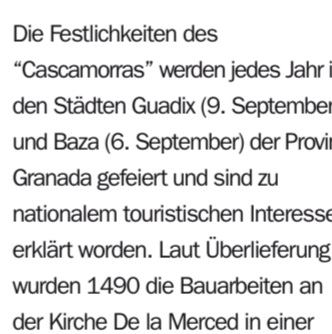 Die Festlichkeiten des
“Cascamorras” werden jedes Jahr i
den Städten Guadix (9. September
und Baza (6. September) der Provi
Granada gefeiert und sind zu
nationalem touristischen Interesse
erklärt worden. Laut Überlieferung
wurden 1490 die Bauarbeiten an
der Kirche De la Merced in einer